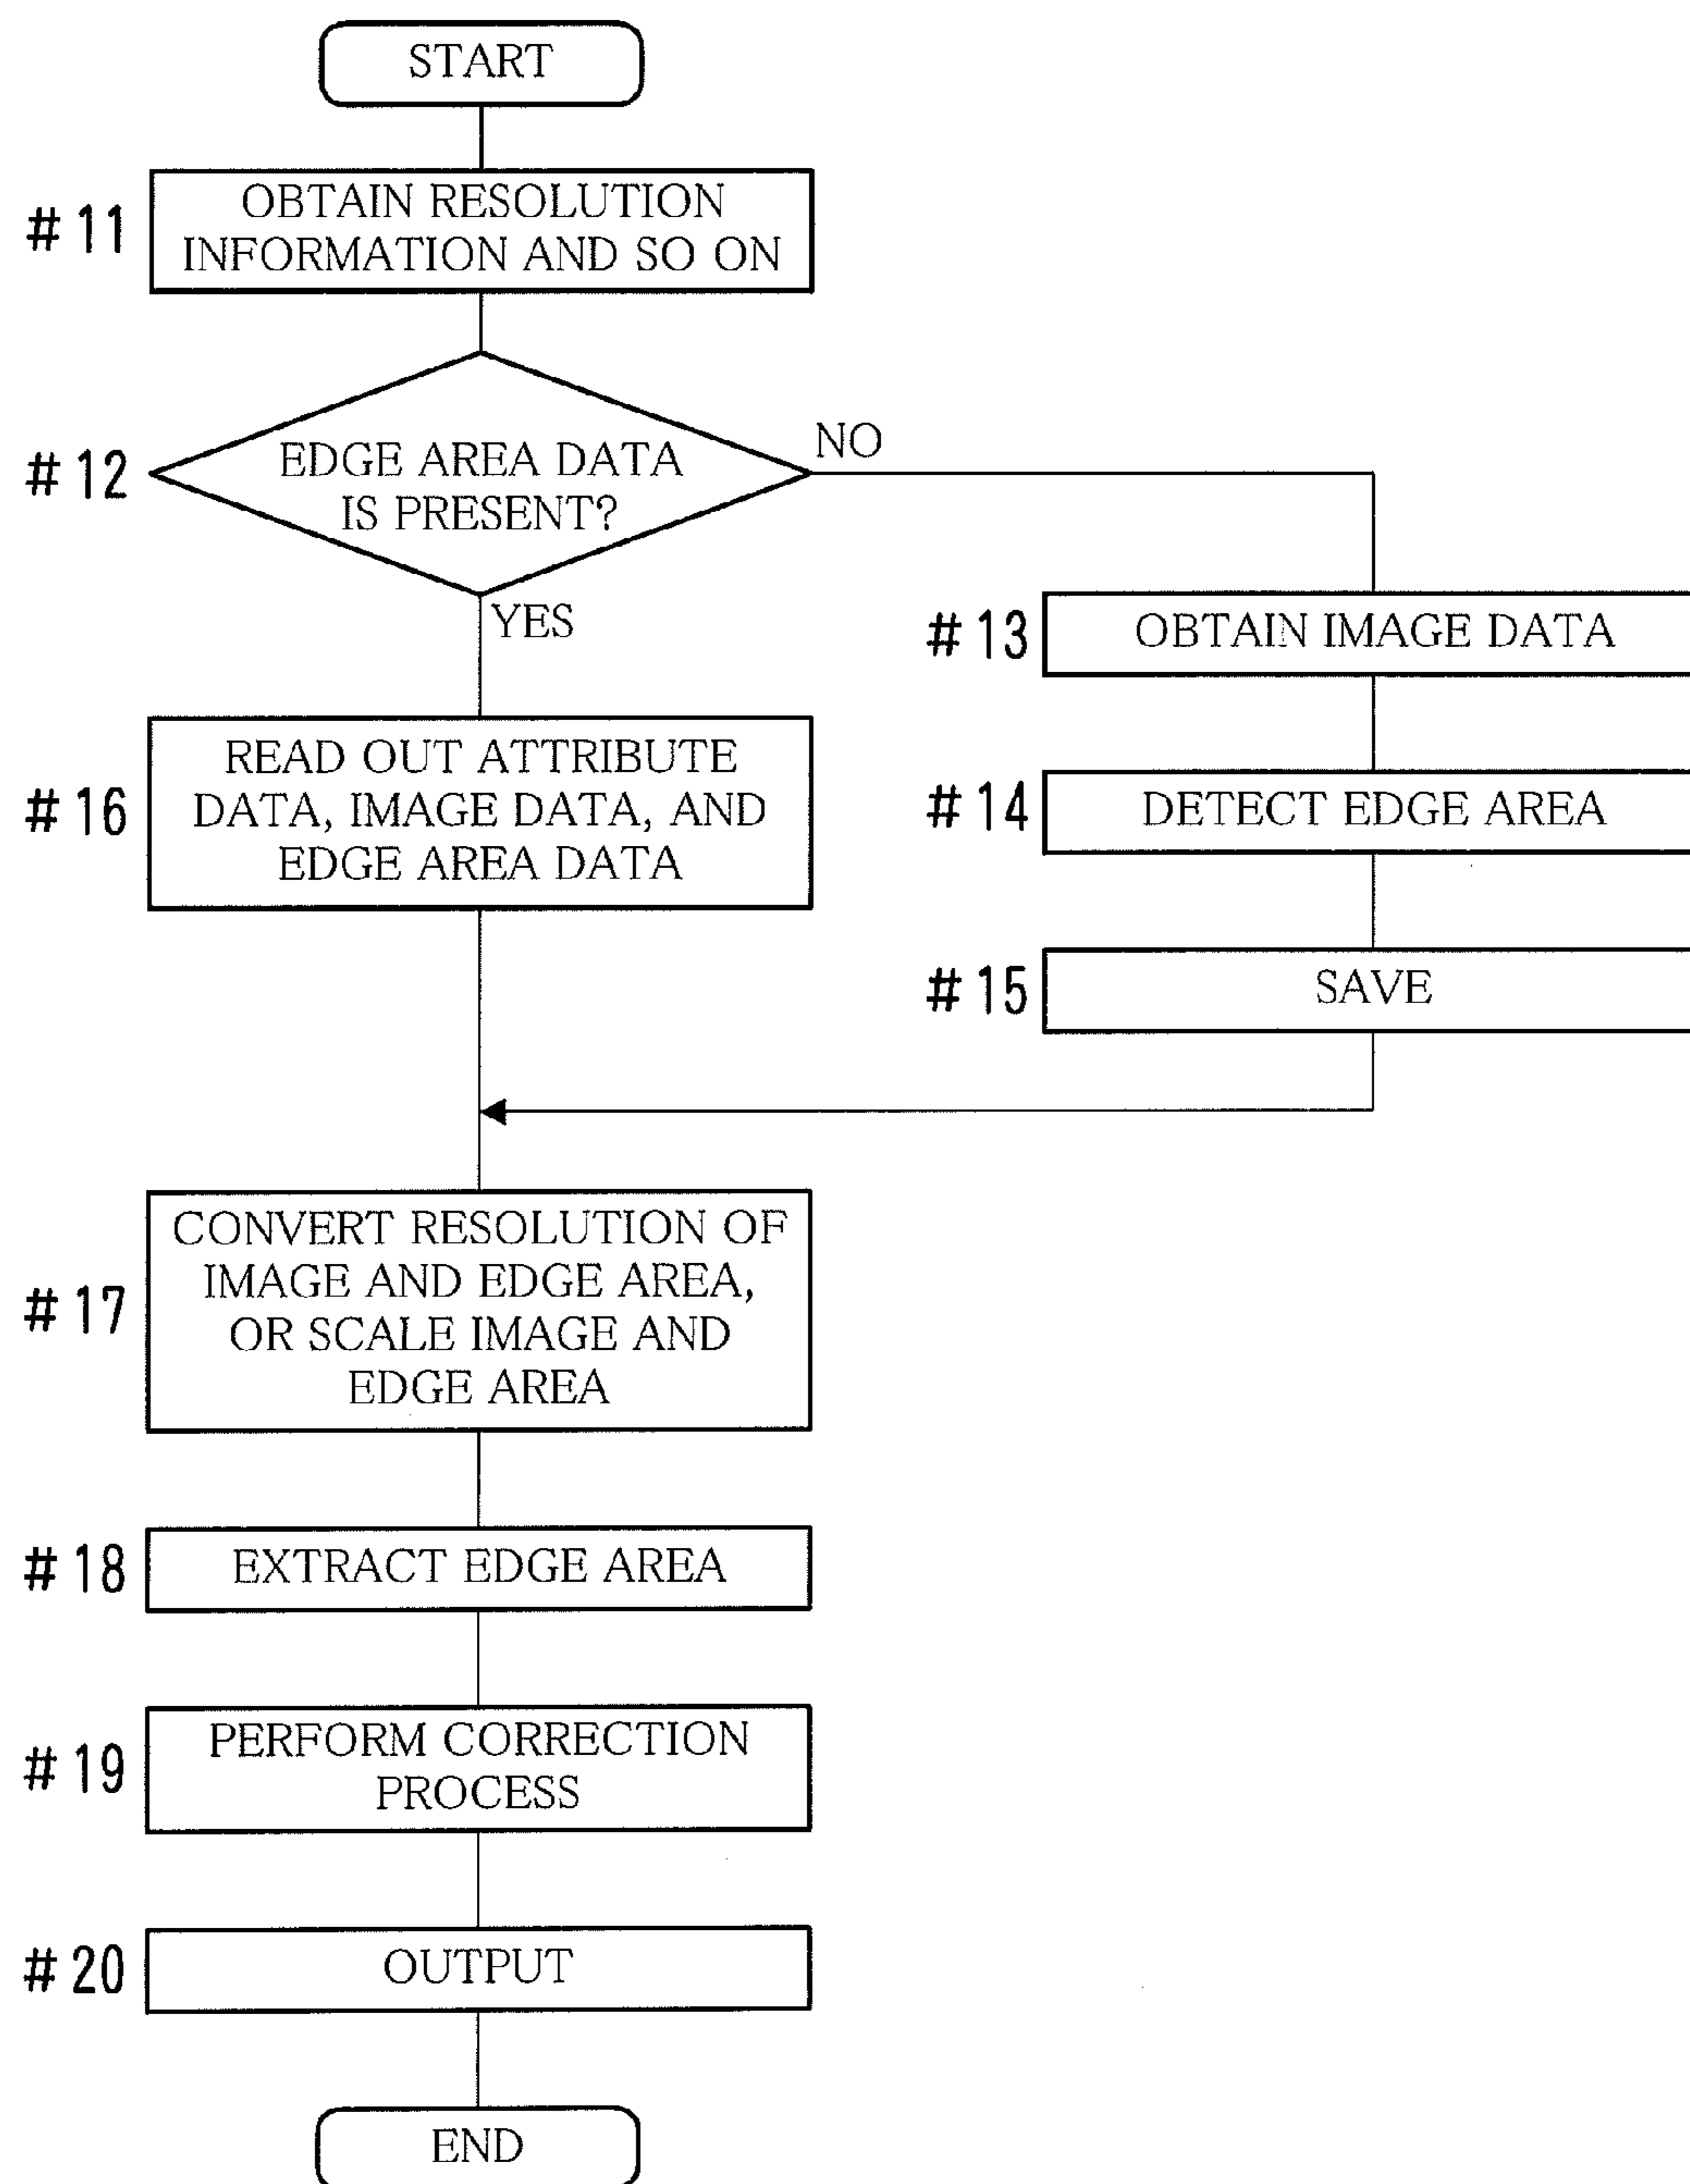 START
#11
OBTAIN RESOLUTION
INFORMATION AND SO ON
#12
EDGE AREA DATA
IS PRESENT?
NO
YES
#13
OBTAIN IMAGE DATA
#14
DETECT EDGE AREA
#15
SAVE
#16
READ OUT ATTRIBUTE
DATA, IMAGE DATA, AND
EDGE AREA DATA
#17
CONVERT RESOLUTION OF
IMAGE AND EDGE AREA,
OR SCALE IMAGE AND
EDGE AREA
#18
EXTRACT EDGE AREA
#19
PERFORM CORRECTION
PROCESS
#20
OUTPUT
END